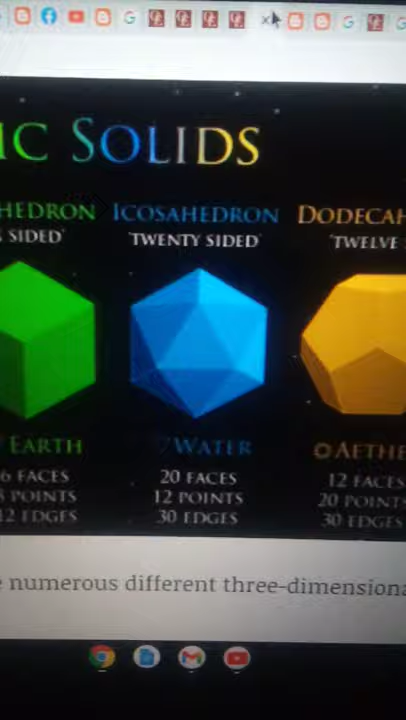 IC SOLIDS
HEDRON ICOSAHEDRON DODECAH
SIDED' 'TWENTY SIDED' 'TWELVE
EARTH WATER AETHE
6 FACES 20 FACES 12 FACES
8 POINTS 12 POINTS 20 POINTS
12 EDGES 30 EDGES 30 EDGES
numerous different three-dimensiona